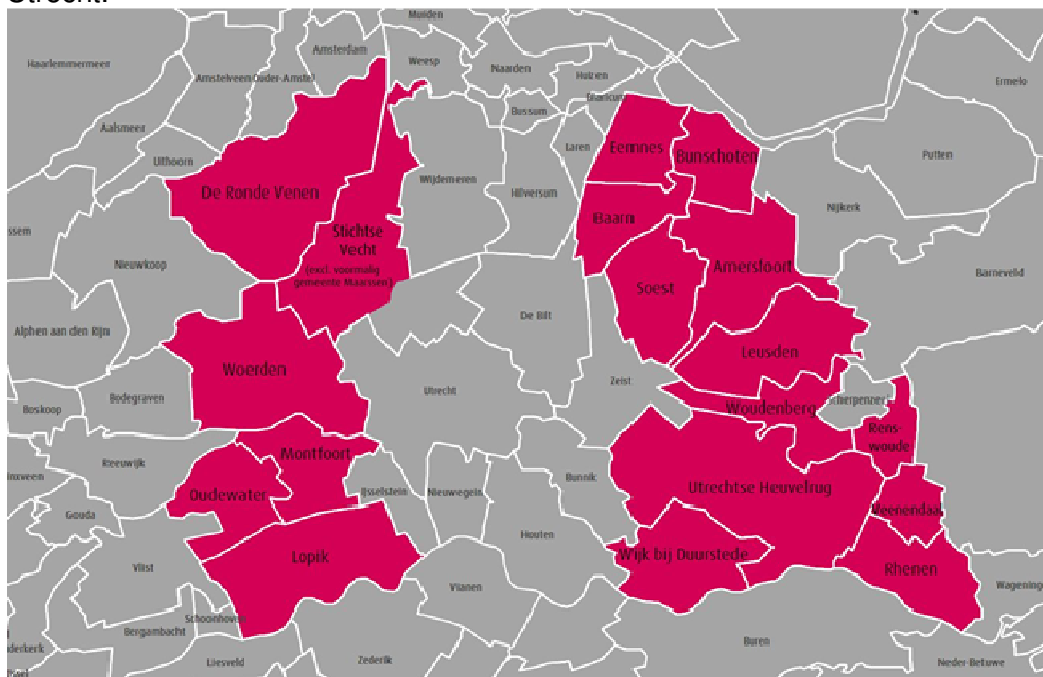 Utrecht.
Muiden
Haarlemmermeer
Amsterdam
Amstelveen
Ouder-Amstel
Weesp
Naarden
Huizen
Ermelo
Blaricum
Bussum
Aalsmeer
Uithoorn
Laren
Eemnes
Bunschoten
Putten
De Ronde Venen
Wijdemeren
Hilversum
Nijkerk
Baarn
ssem
Stichtse
Vecht
(excl. voormalig
gemeente Maarssen)
Nieuwkoop
Amersfoort
Barneveld
Soest
De Bilt
Alphen aan den Rijn
Leusden
Woerden
Zeist
Utrecht
Bodegraven
Boskoop
Scherpenze
Woudenberg
Rens-
woude
Montfoort
Reeuwijk
Bunnik
Utrechtse Heuvelrug
Oudewater
IJsselstein
Nieuwegein
Gouda
Veenendaal
Houten
Lopik
Wijk bij Duurstede
Vlist
Rhenen
Vianen
Wagening
Schoonhoven
Bergambacht
Buren
derkerk
Liesveld
Zederik
Neder-Betuwe